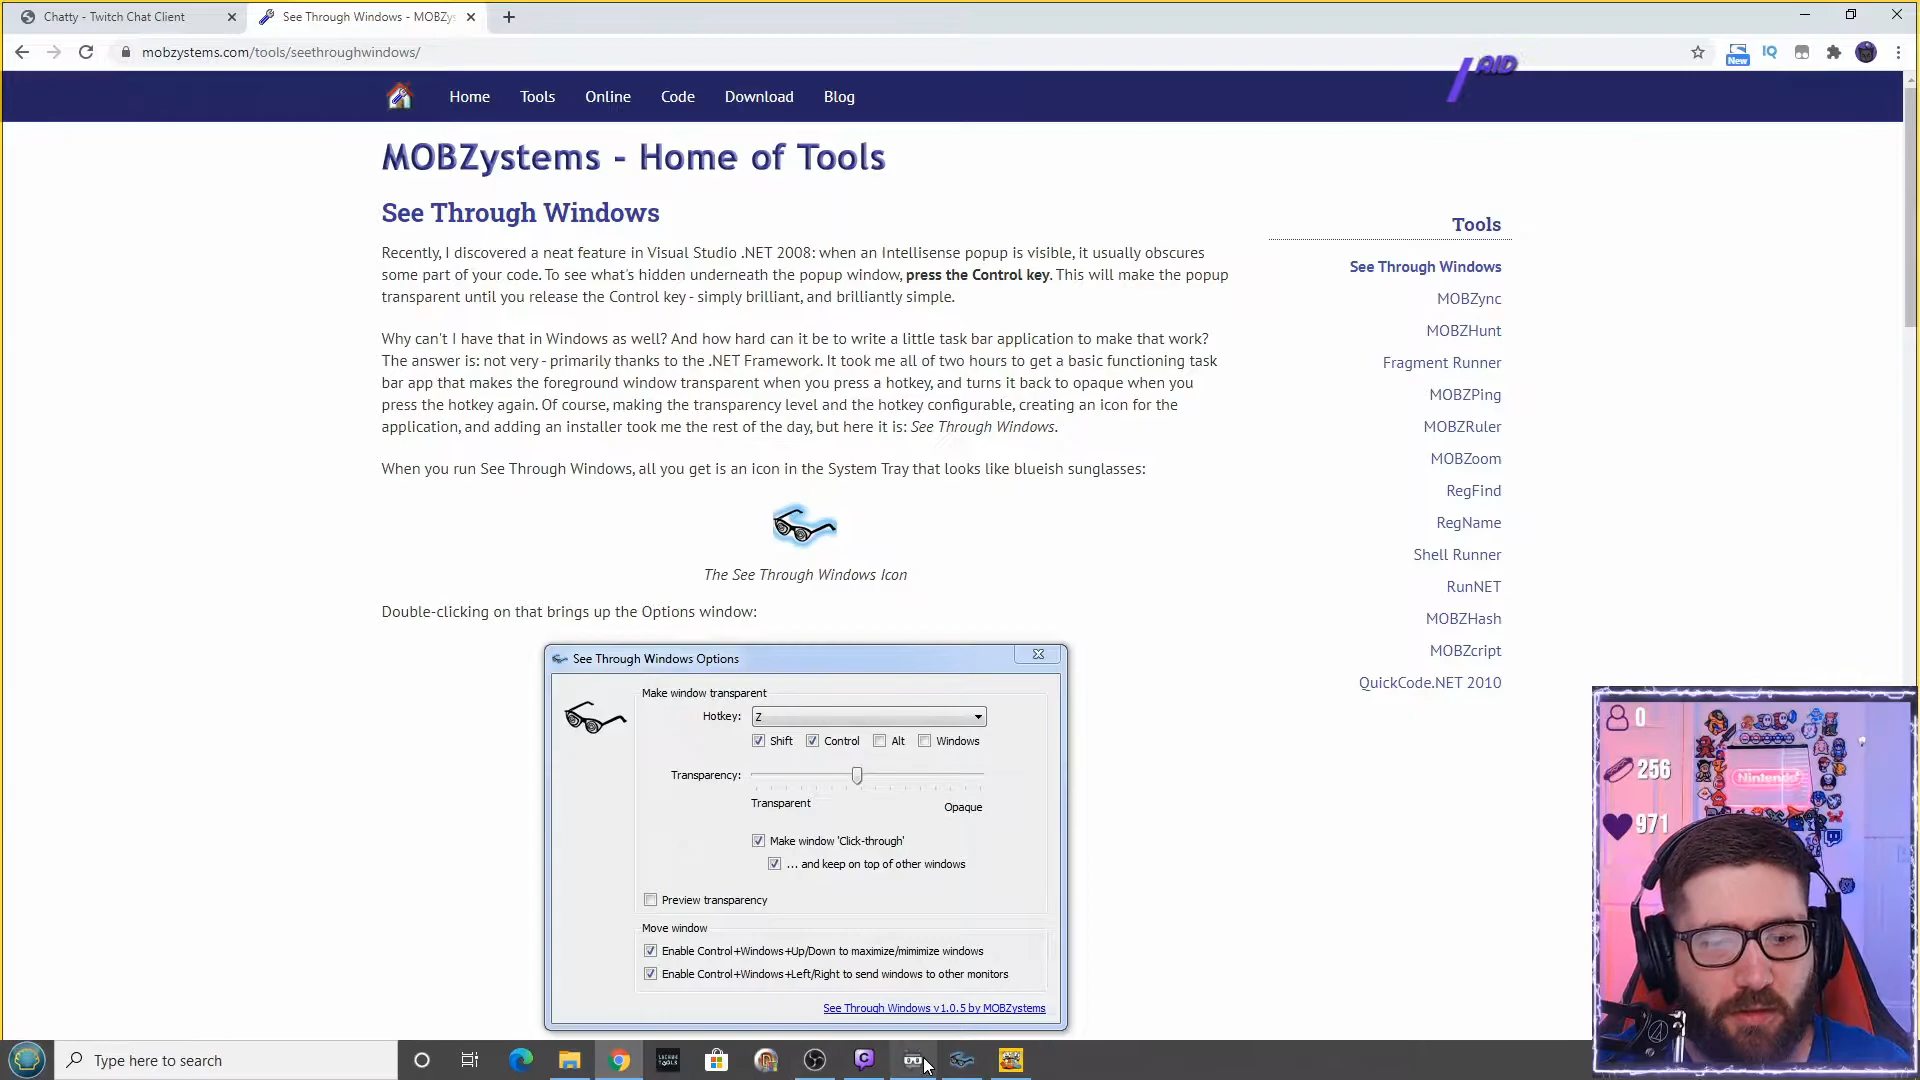 Chatty - Twitch Chat Client
See Through Windows - MOBZys
mobzystems.com/tools/seethroughwindows/
New
IQ
AID
Home Tools Online Code Download Blog
MOBZystems - Home of Tools
See Through Windows
Recently, I discovered a neat feature in Visual Studio .NET 2008: when an Intellisense popup is visible, it usually obscures
some part of your code. To see what's hidden underneath the popup window, press the Control key. This will make the popup
transparent until you release the Control key - simply brilliant, and brilliantly simple.
Why can't I have that in Windows as well? And how hard can it be to write a little task bar application to make that work?
The answer is: not very - primarily thanks to the .NET Framework. It took me all of two hours to get a basic functioning task
bar app that makes the foreground window transparent when you press a hotkey, and turns it back to opaque when you
press the hotkey again. Of course, making the transparency level and the hotkey configurable, creating an icon for the
application, and adding an installer took me the rest of the day, but here it is: See Through Windows.
When you run See Through Windows, all you get is an icon in the System Tray that looks like blueish sunglasses:
The See Through Windows Icon
Double-clicking on that brings up the Options window:
See Through Windows Options
Make window transparent
Hotkey: Z
Shift Control Alt Windows
Transparency:
Transparent Opaque
Make window 'Click-through'
... and keep on top of other windows
Preview transparency
Move window
Enable Control+Windows+Up/Down to maximize/mimimize windows
Enable Control+Windows+Left/Right to send windows to other monitors
See Through Windows v1.0.5 by MOBZystems
Tools
See Through Windows
MOBZync
MOBZHunt
Fragment Runner
MOBZPing
MOBZRuler
MOBZoom
RegFind
RegName
Shell Runner
RunNET
MOBZHash
MOBZcript
QuickCode.NET 2010
0
256
971
Nintendo
Type here to search